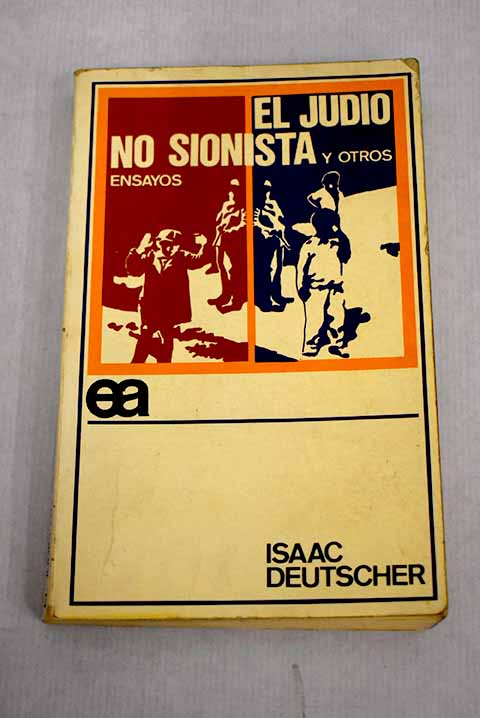 EL JUDIO
NO SIONISTA Y OTROS
ENSAYOS
ea
ISAAC
DEUTSCHER